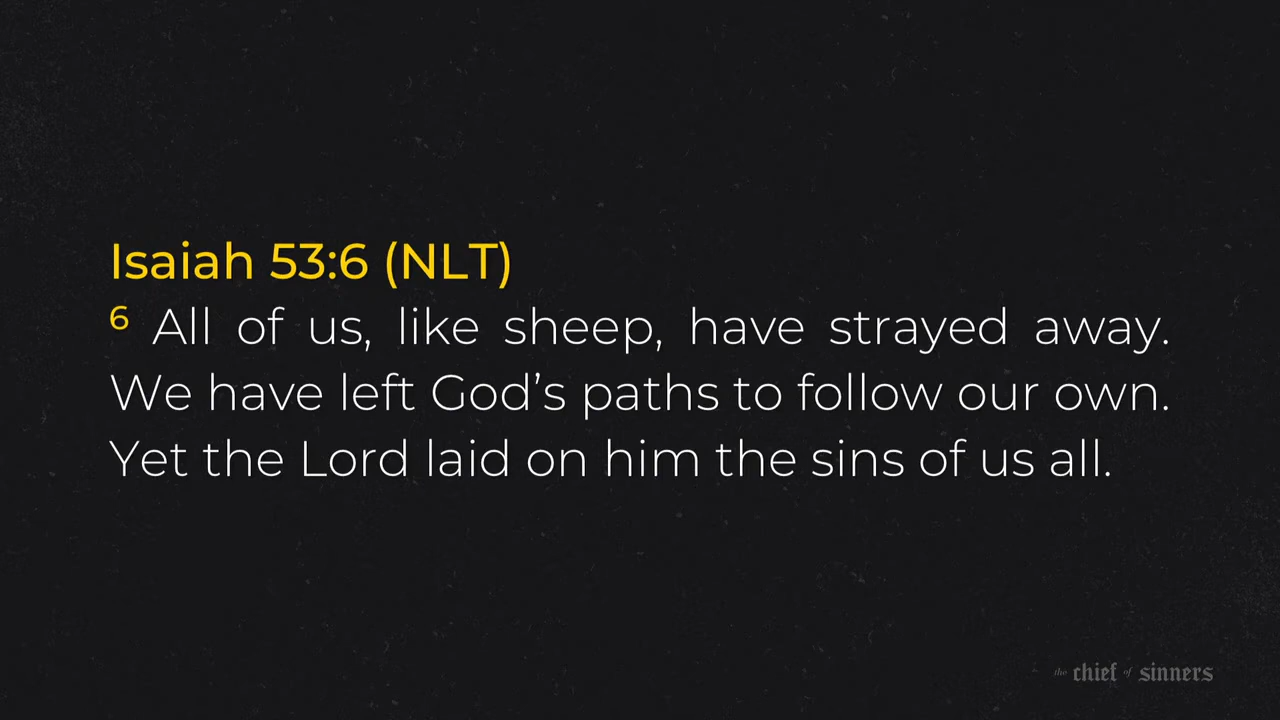 Isaiah 53:6 (NLT)
6 All of us, like sheep, have strayed away.
We have left God’s paths to follow our own.
Yet the Lord laid on him the sins of us all.
the chief of sinners